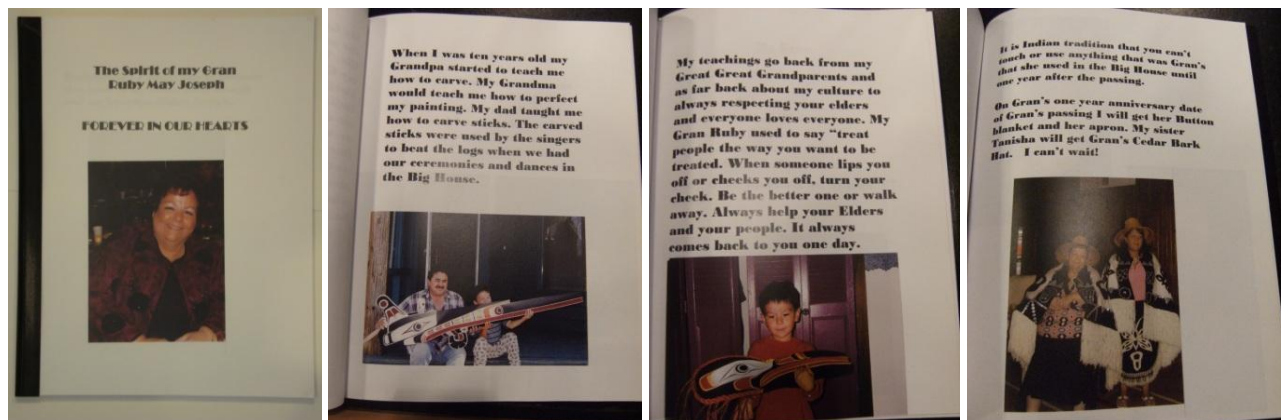 The Spirit of my Gran
Ruby May Joseph
FOREVER IN OUR HEARTS
When I was ten years old my
Grandpa started to teach me
how to carve. My Grandma
would teach me how to perfect
my painting. My dad taught me
how to carve sticks. The carved
sticks were used by the singers
to beat the logs when we had
our ceremonies and dances in
the Big House.
My teachings go back from my
Great Great Grandparents and
as far back about my culture to
always respecting your elders
and everyone loves everyone. My
Gran Ruby used to say "treat
people the way you want to be
treated. When someone lips you
off or checks you off, turn your
check. Be the better one or walk
away. Always help your Elders
and your people. It always
comes back to you one day.
It is Indian tradition that you can't
touch or use anything that was Gran's
that she used in the Big House until
one year after the passing.
On Gran's one year anniversary date
of Gran's passing I will get her Button
blanket and her apron. My sister
Tanisha will get Gran's Cedar Bark
Hat. I can't wait!